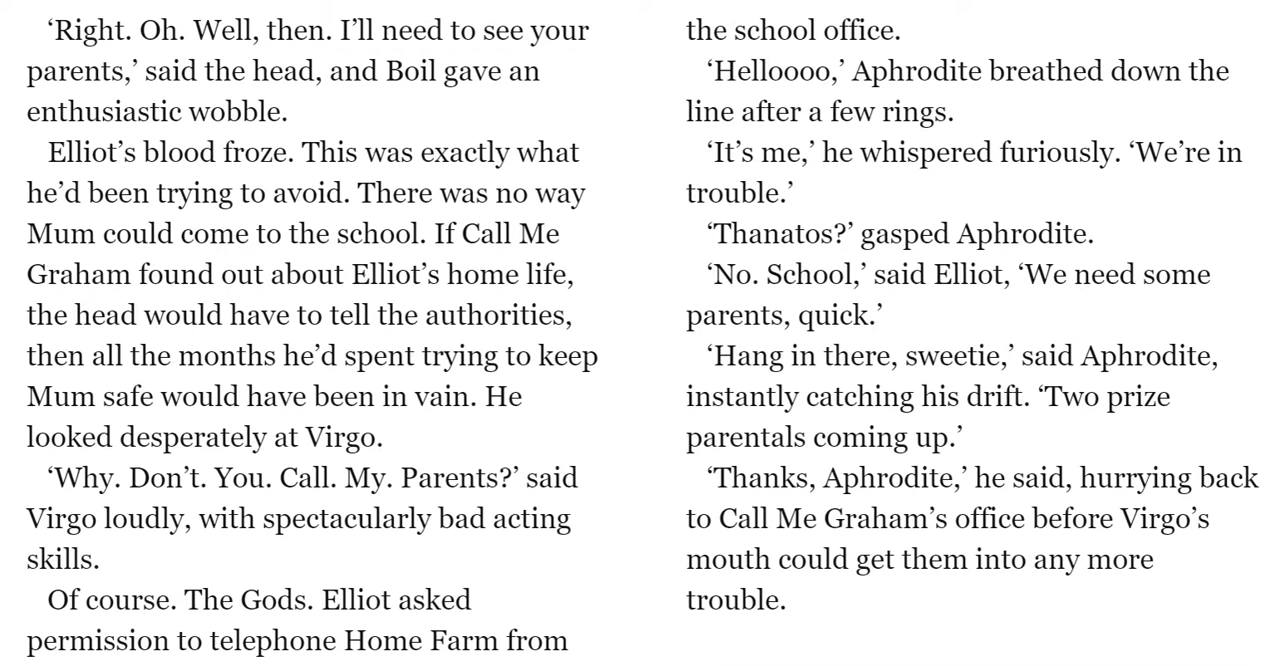 ‘Right. Oh. Well, then. I’ll need to see your
parents,’ said the head, and Boil gave an
enthusiastic wobble.
Elliot’s blood froze. This was exactly what
he’d been trying to avoid. There was no way
Mum could come to the school. If Call Me
Graham found out about Elliot’s home life,
the head would have to tell the authorities,
then all the months he’d spent trying to keep
Mum safe would have been in vain. He
looked desperately at Virgo.
‘Why. Don’t. You. Call. My. Parents?’ said
Virgo loudly, with spectacularly bad acting
skills.
Of course. The Gods. Elliot asked
permission to telephone Home Farm from
the school office.
‘Helloooo,’ Aphrodite breathed down the
line after a few rings.
‘It’s me,’ he whispered furiously. ‘We’re in
trouble.’
‘Thanatos?’ gasped Aphrodite.
‘No. School,’ said Elliot, ‘We need some
parents, quick.’
‘Hang in there, sweetie,’ said Aphrodite,
instantly catching his drift. ‘Two prize
parentals coming up.’
‘Thanks, Aphrodite,’ he said, hurrying back
to Call Me Graham’s office before Virgo’s
mouth could get them into any more
trouble.